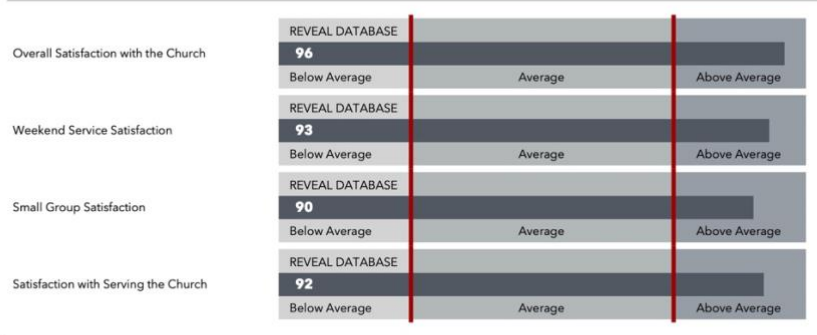 REVEAL DATABASE
Overall Satisfaction with the Church
96
Below Average Average Above Average
REVEAL DATABASE
Weekend Service Satisfaction
93
Below Average Average Above Average
REVEAL DATABASE
Small Group Satisfaction
90
Below Average Average Above Average
REVEAL DATABASE
Satisfaction with Serving the Church
92
Below Average Average Above Average